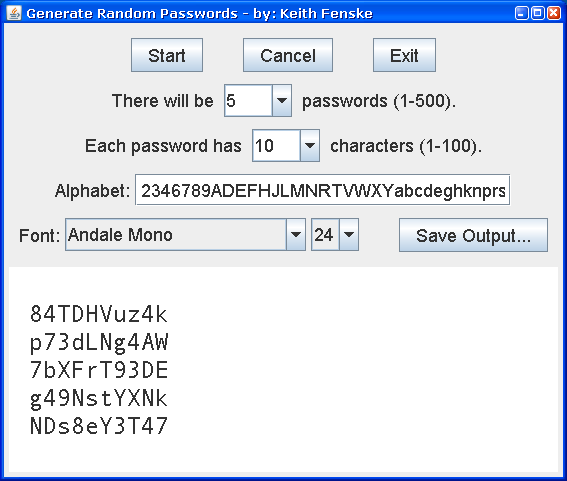 Generate Random Passwords - by: Keith Fenske
Start Cancel Exit
There will be 5 passwords (1-500).
Each password has 10 characters (1-100).
Alphabet: 2346789ADEFHJLMNRTVWXYabcdeghknprs
Font: Andale Mono 24 Save Output...
84TDHVuz4k
p73dLNg4AW
7bXFrT93DE
g49NstYXNk
NDs8eY3T47